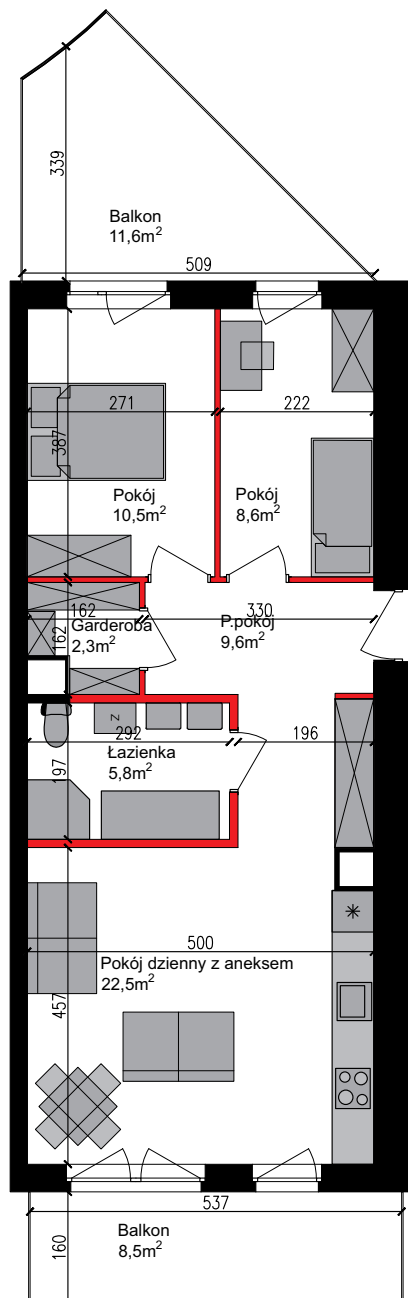 339
Balkon
11,6m²
509
271
222
387
Pokój
10,5m²
Pokój
8,6m²
162
330
Garderoba
2,3m²
162
P.pokój
9,6m²
Z
292
196
Łazienka
5,8m²
197
500
Pokój dzienny z aneksem
22,5m²
457
537
Balkon
8,5m²
160